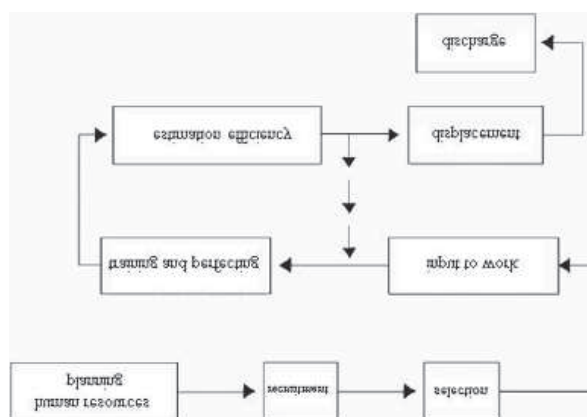 human resources
planning
recruitment
selection
training and perfecting
input to work
estimation efficiency
displacement
discharge